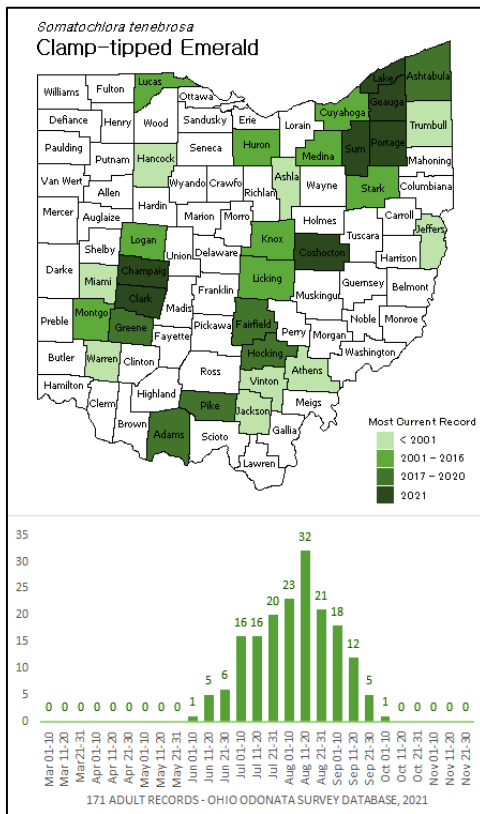 Somatochlora tenebrosa
Clamp-tipped Emerald
Lucas
Fulton
Williams
Ottawa
Lake
Ashtabula
Geauga
Defiance
Henry
Wood
Sandusky
Erie
Lorain
Cuyahoga
Trumbull
Paulding
Putnam
Hancock
Seneca
Huron
Medina
Sum
Portage
Mahoning
Van Wert
Allen
Wyando
Crawfo
Richlan
Ashla
Wayne
Stark
Columbiana
Mercer
Auglaize
Hardin
Marion
Morro
Holmes
Tuscara
Carroll
Jeffers
Shelby
Logan
Union
Delaware
Knox
Coshocton
Harrison
Darke
Miami
Champaig
Licking
Guernsey
Belmont
Clark
Madis
Franklin
Muskingu
Preble
Montgo
Greene
Pickawa
Fairfield
Perry
Morgan
Noble
Monroe
Fayette
Butler
Warren
Clinton
Ross
Hocking
Washington
Hamilton
Highland
Vinton
Athens
Clerm
Brown
Adams
Pike
Jackson
Meigs
Scioto
Gallia
Lawren
Most Current Record
< 2001
2001 - 2016
2017 - 2020
2021
35
30
25
20
15
10
5
0
0 0 0 0 0 0 0 0 0 1 5 6 16 16 20 23 32 21 18 12 5 1 0 0 0 0 0
Mar 01-10
Mar 11-20
Mar 21-31
Apr 01-10
Apr 11-20
Apr 21-30
May 01-10
May 11-20
May 21-31
Jun 01-10
Jun 11-20
Jun 21-30
Jul 01-10
Jul 11-20
Jul 21-31
Aug 01-10
Aug 11-20
Aug 21-31
Sep 01-10
Sep 11-20
Sep 21-30
Oct 01-10
Oct 11-20
Oct 21-31
Nov 01-10
Nov 11-20
Nov 21-30
171 ADULT RECORDS - OHIO ODONATA SURVEY DATABASE, 2021